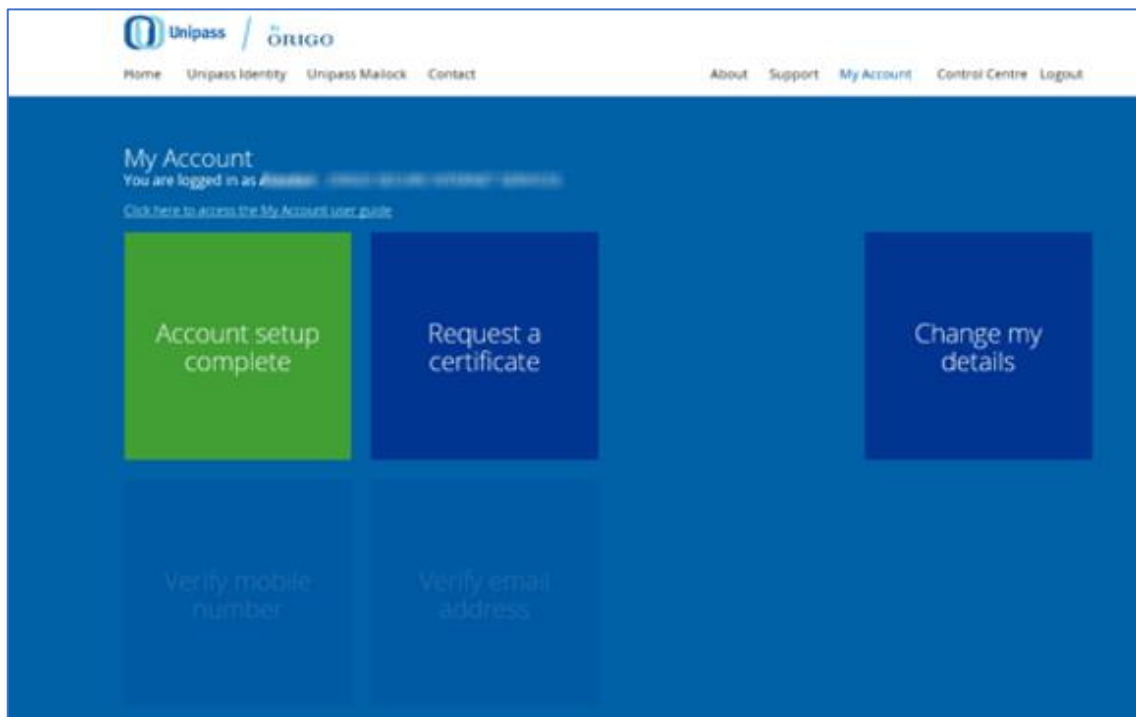 Unipass / by ORIGO
Home Unipass Identity Unipass Mailock Contact About Support My Account Control Centre Logout
My Account
You are logged in as
Click here to access the My Account user guide
Account setup
complete
Request a
certificate
Change my
details
Verify mobile
number
Verify email
address